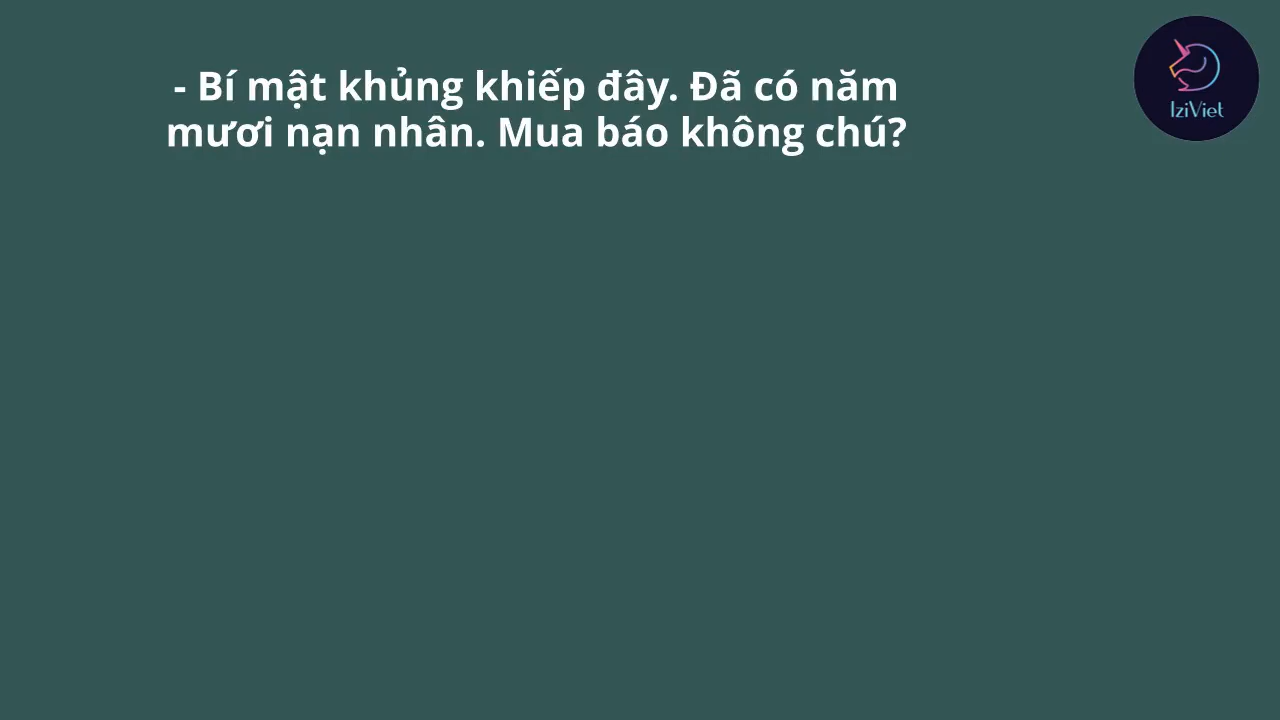 - Bí mật khủng khiếp đây. Đã có năm
mươi nạn nhân. Mua báo không chú?
IziViet